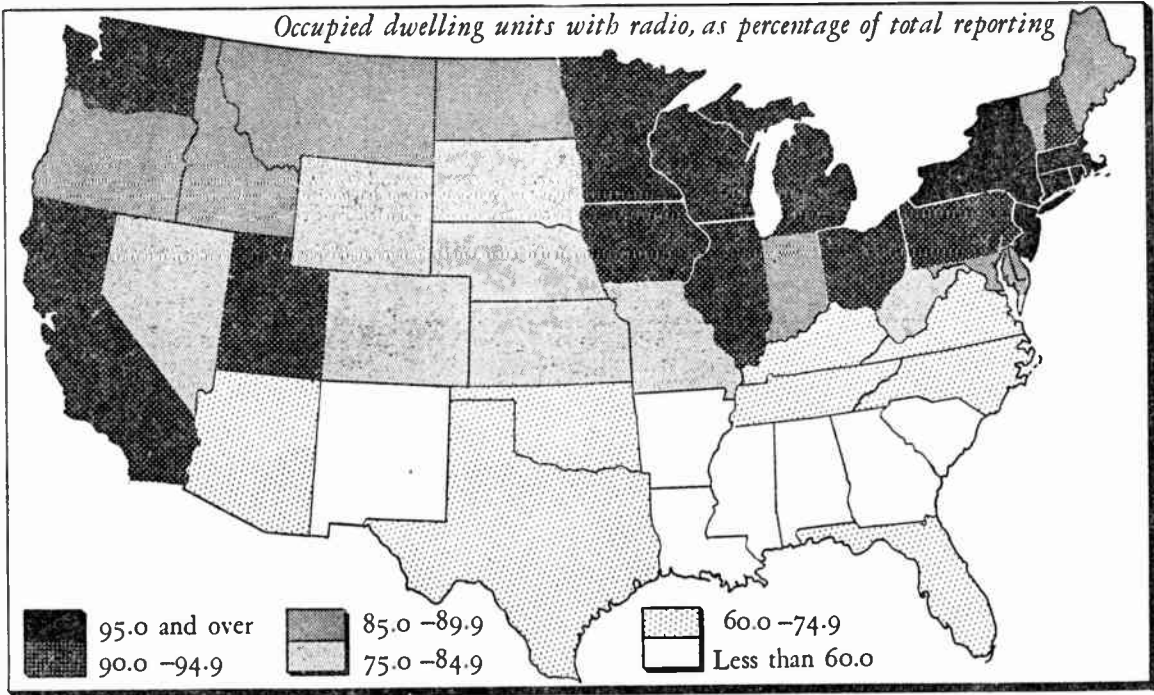 Occupied dwelling units with radio, as percentage of total reporting
95.0 and over
90.0 –94.9
85.0 –89.9
75.0 –84.9
60.0 –74.9
Less than 60.0